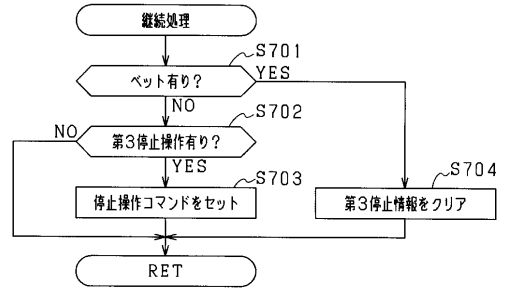 継続処理
S701
ベット有り?
YES
NO
S702
NO
第3停止操作有り?
YES
S703
S704
停止操作コマンドをセット
第3停止情報をクリア
RET